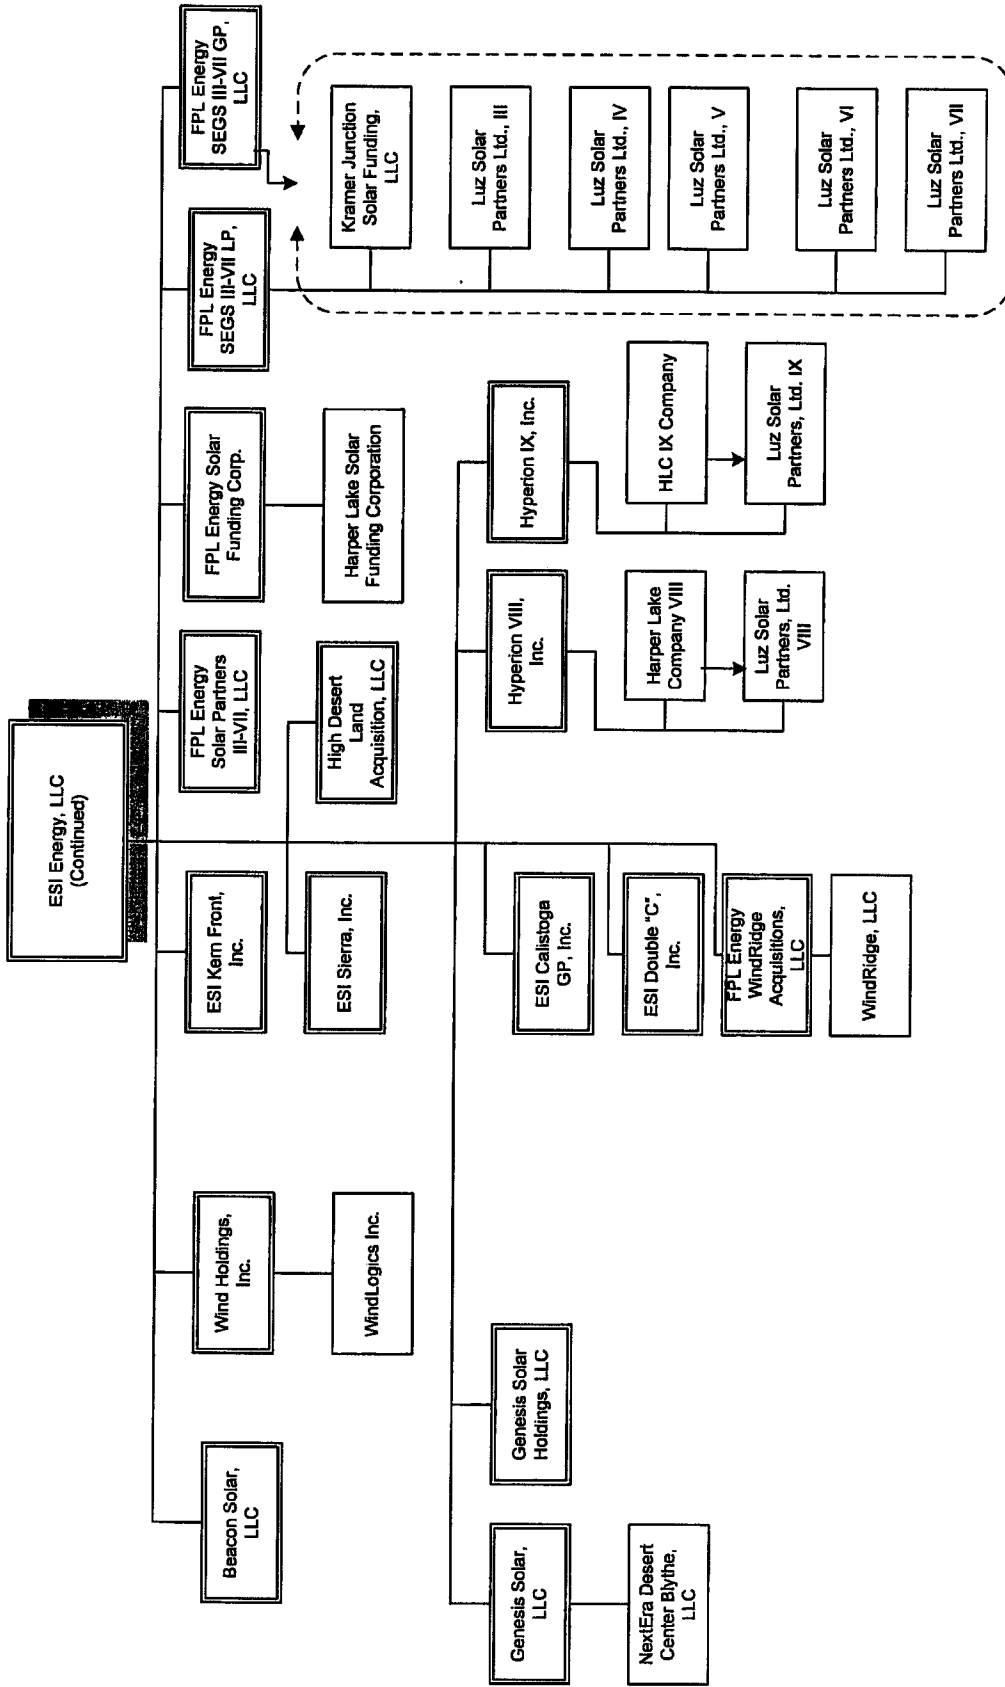 ESI Energy, LLC
(Continued)
Beacon Solar,
LLC
Wind Holdings,
Inc.
ESI Kern Front,
Inc.
FPL Energy
Solar Partners
III-VII, LLC
FPL Energy Solar
Funding Corp.
FPL Energy
SEGS III-VII LP,
LLC
FPL Energy
SEGS III-VII GP,
LLC
WindLogics Inc.
ESI Sierra, Inc.
High Desert
Land
Acquisition, LLC
Harper Lake Solar
Funding Corporation
Kramer Junction
Solar Funding,
LLC
Luz Solar
Partners Ltd., III
Luz Solar
Partners Ltd., IV
Luz Solar
Partners Ltd., V
Luz Solar
Partners Ltd., VI
Luz Solar
Partners Ltd., VII
Genesis Solar,
LLC
Genesis Solar
Holdings, LLC
ESI Calistoga
GP, Inc.
Hyperion VIII,
Inc.
Hyperion IX, Inc.
NextEra Desert
Center Blythe,
LLC
ESI Double "C",
Inc.
Harper Lake
Company VIII
HLC IX Company
FPL Energy
WindRidge
Acquisitions,
LLC
Luz Solar
Partners, Ltd.
VIII
Luz Solar
Partners, Ltd. IX
WindRidge, LLC